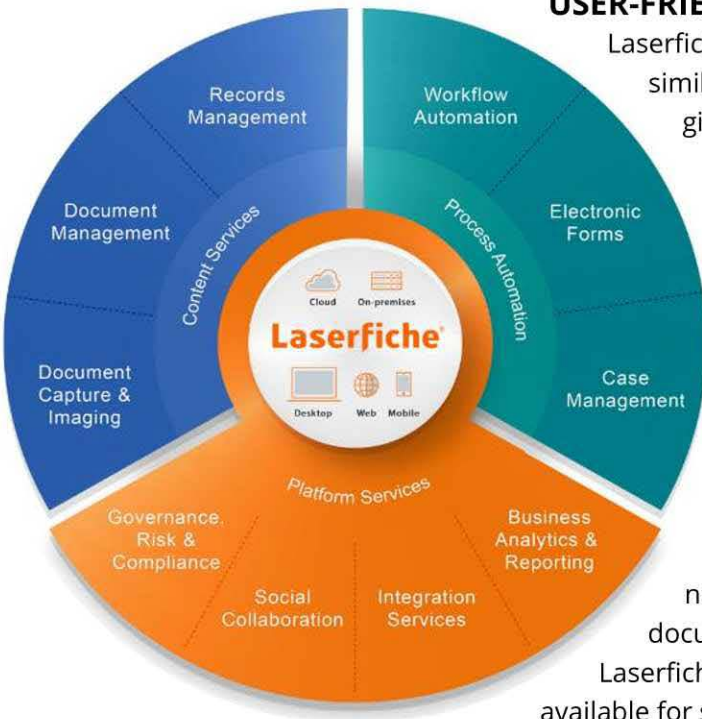 USER-FRIE
Laserfic
simil
gi
Records
Management
Workflow
Automation
Document
Management
Electronic
Forms
Content Services
Process Automation
Cloud On-premises
Laserfiche®
Desktop Web Mobile
Document
Capture &
Imaging
Case
Management
Platform Services
Governance,
Risk &
Compliance
Social
Collaboration
Integration
Services
Business
Analytics &
Reporting
n
docu
Laserfich
available for s